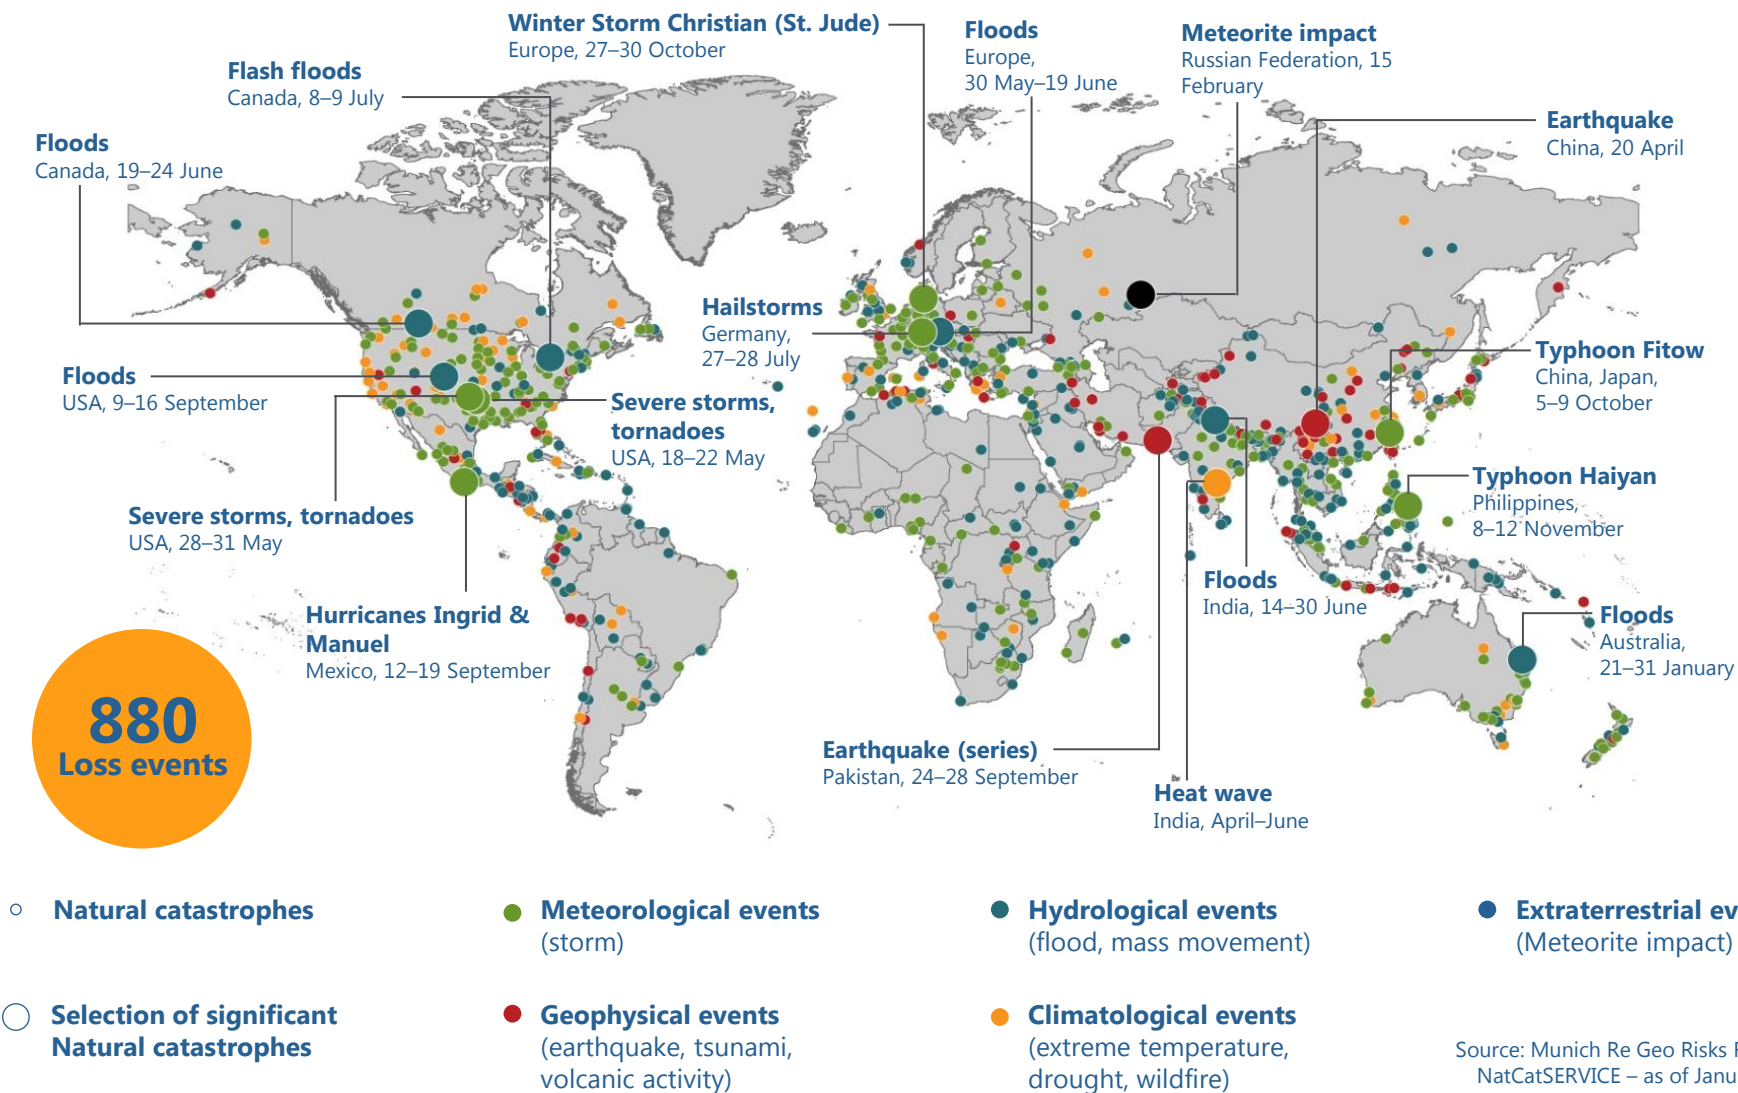 Winter Storm Christian (St. Jude)
Europe, 27–30 October
Floods
Europe,
30 May–19 June
Meteorite impact
Russian Federation, 15
February
Flash floods
Canada, 8–9 July
Earthquake
China, 20 April
Floods
Canada, 19–24 June
Hailstorms
Germany,
27–28 July
Typhoon Fitow
China, Japan,
5–9 October
Floods
USA, 9–16 September
Severe storms,
tornadoes
USA, 18–22 May
Typhoon Haiyan
Philippines,
8–12 November
Severe storms, tornadoes
USA, 28–31 May
Floods
India, 14–30 June
Hurricanes Ingrid &
Manuel
Mexico, 12–19 September
Floods
Australia,
21–31 January
880
Loss events
Earthquake (series)
Pakistan, 24–28 September
Heat wave
India, April–June
Natural catastrophes
Meteorological events
(storm)
Hydrological events
(flood, mass movement)
Extraterrestrial ev
(Meteorite impact)
Selection of significant
Natural catastrophes
Geophysical events
(earthquake, tsunami,
volcanic activity)
Climatological events
(extreme temperature,
drought, wildfire)
Source: Munich Re Geo Risks
NatCatSERVICE – as of Janu